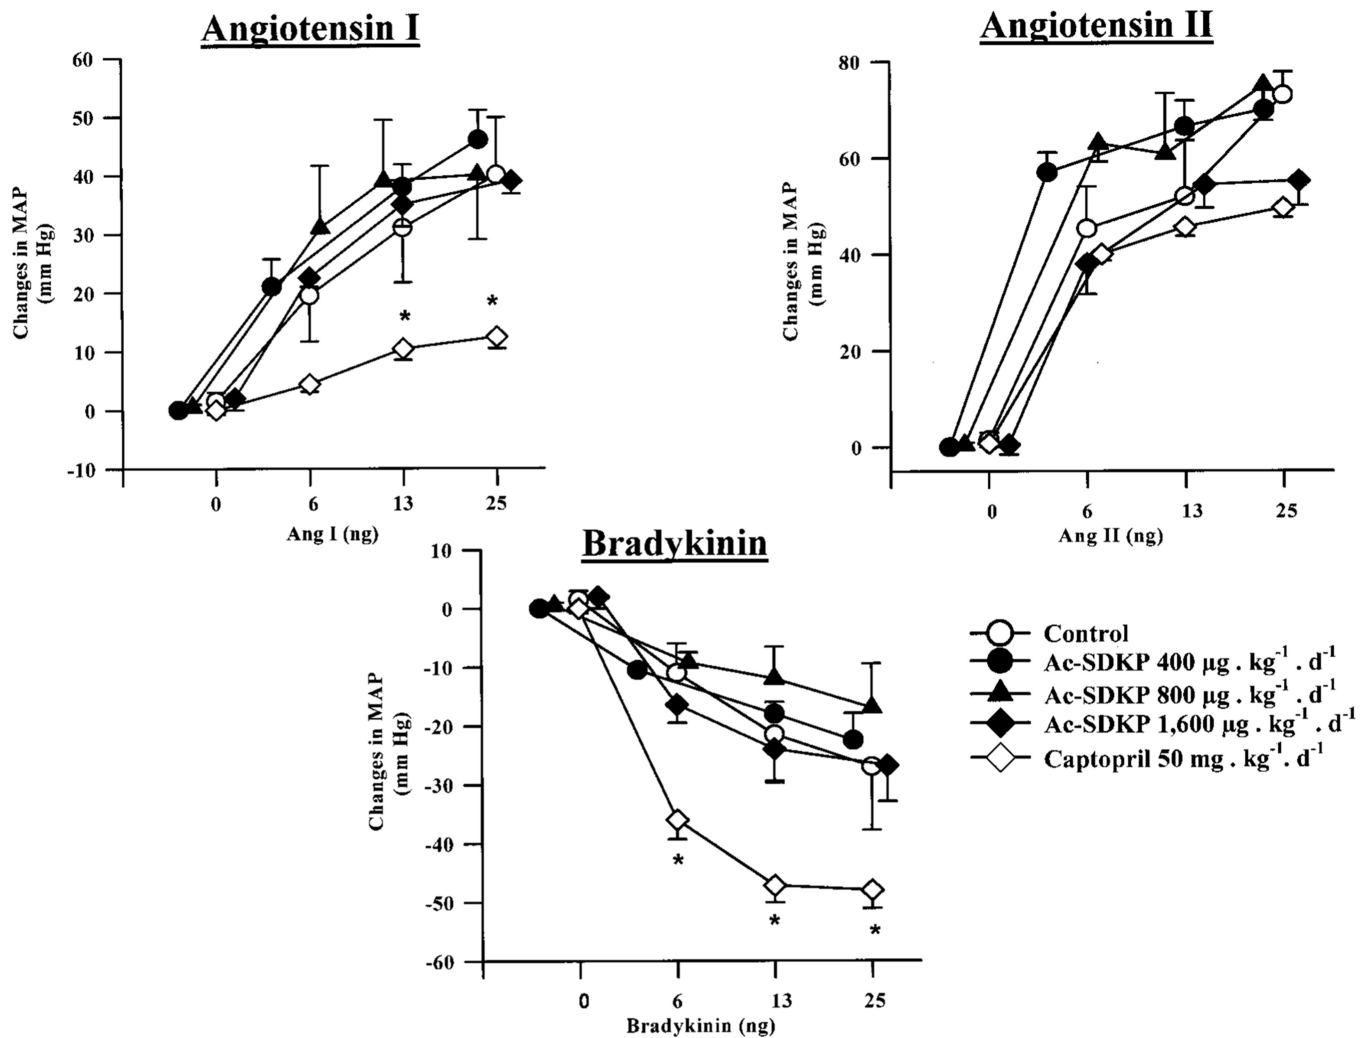 Angiotensin I
60
50
40
30
20
10
0
-10
Changes in MAP
(mm Hg)
*
*
0 6 13 25
Ang I (ng)
Angiotensin II
80
60
40
20
0
Changes in MAP
(mm Hg)
0 6 13 25
Ang II (ng)
Bradykinin
10
0
-10
-20
-30
-40
-50
-60
Changes in MAP
(mm Hg)
*
*
*
0 6 13 25
Bradykinin (ng)
Control
Ac-SDKP 400 µg . kg⁻¹ . d⁻¹
Ac-SDKP 800 µg . kg⁻¹ . d⁻¹
Ac-SDKP 1,600 µg . kg⁻¹ . d⁻¹
Captopril 50 mg . kg⁻¹ . d⁻¹